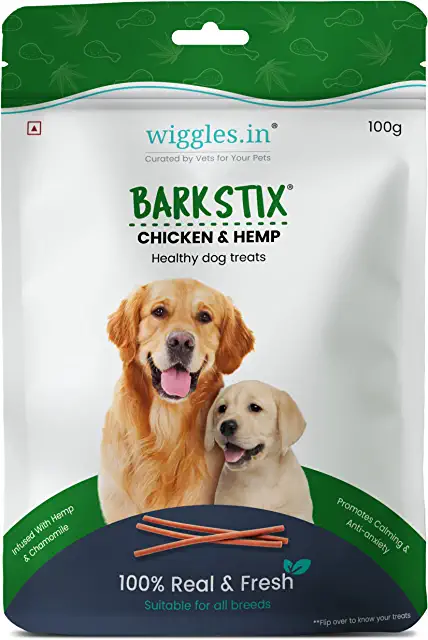 wiggles.in®
Curated by Vets for Your Pets
100g
BARKSTIX®
CHICKEN & HEMP
Healthy dog treats
Infused With Hemp
& Chamomile
Promotes Calming &
Anti-anxiety
100% Real & Fresh
Suitable for all breeds
**Flip over to know your treats